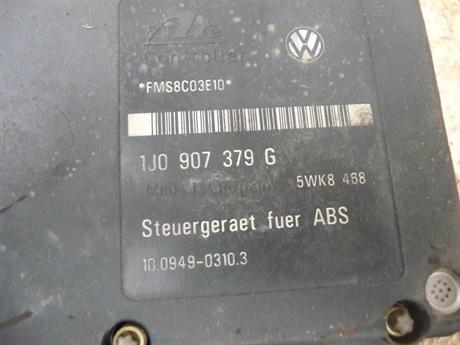 Ate
Controller
*FMS8C03E10*
1J0 907 379 G
Made in Germany 5WK8 468
Steuergeraet fuer ABS
10.0949-0310.3